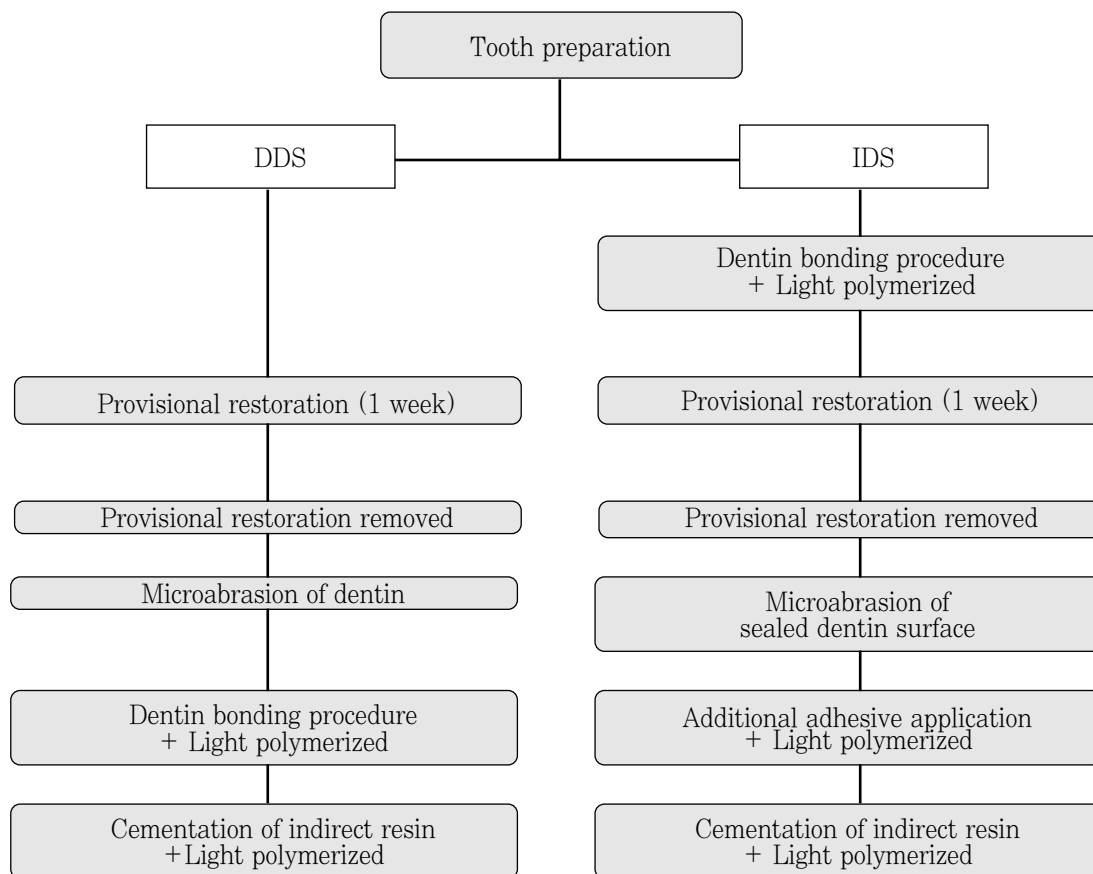 Tooth preparation
DDS
IDS
Dentin bonding procedure
+ Light polymerized
Provisional restoration (1 week)
Provisional restoration (1 week)
Provisional restoration removed
Provisional restoration removed
Microabrasion of dentin
Microabrasion of
sealed dentin surface
Dentin bonding procedure
+ Light polymerized
Additional adhesive application
+ Light polymerized
Cementation of indirect resin
+Light polymerized
Cementation of indirect resin
+ Light polymerized